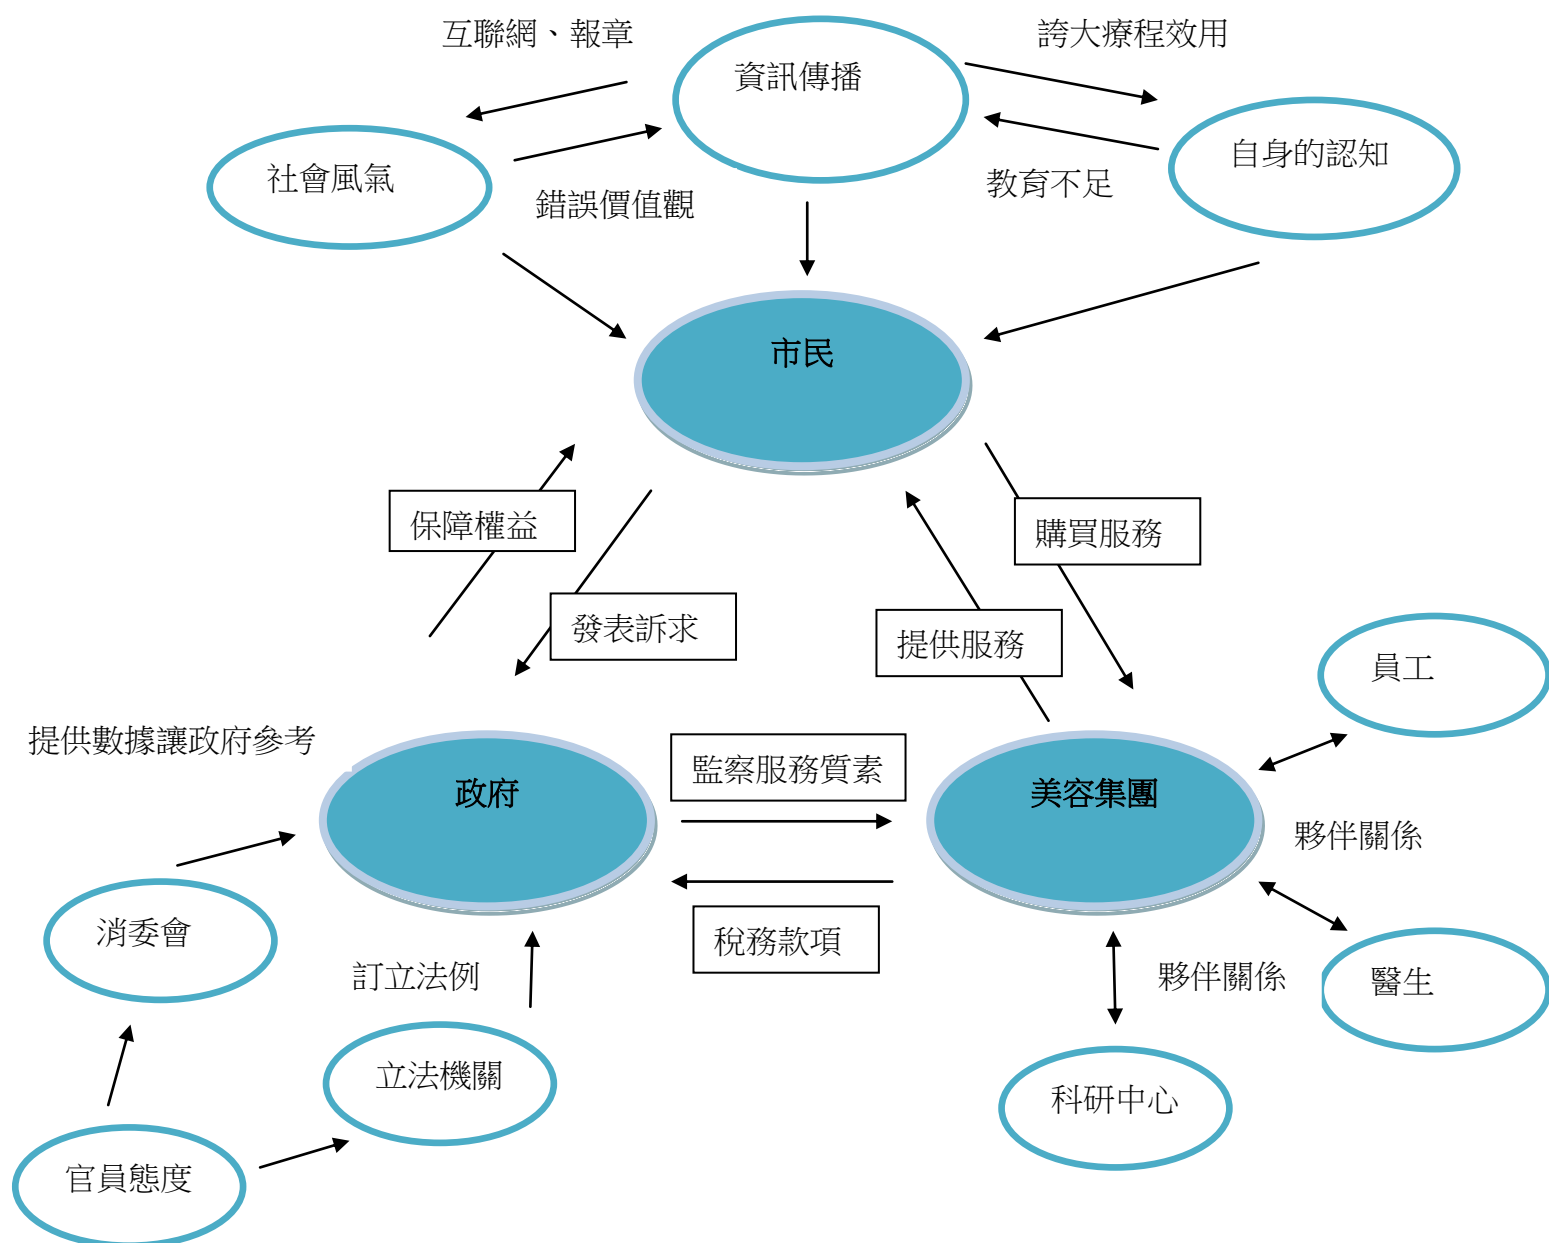 互聯網、報章
誇大療程效用
資訊傳播
自身的認知
社會風氣
教育不足
錯誤價值觀
市民
保障權益
購買服務
發表訴求
提供服務
員工
提供數據讓政府參考
監察服務質素
政府
美容集團
夥伴關係
消委會
稅務款項
訂立法例
夥伴關係
醫生
立法機關
科研中心
官員態度